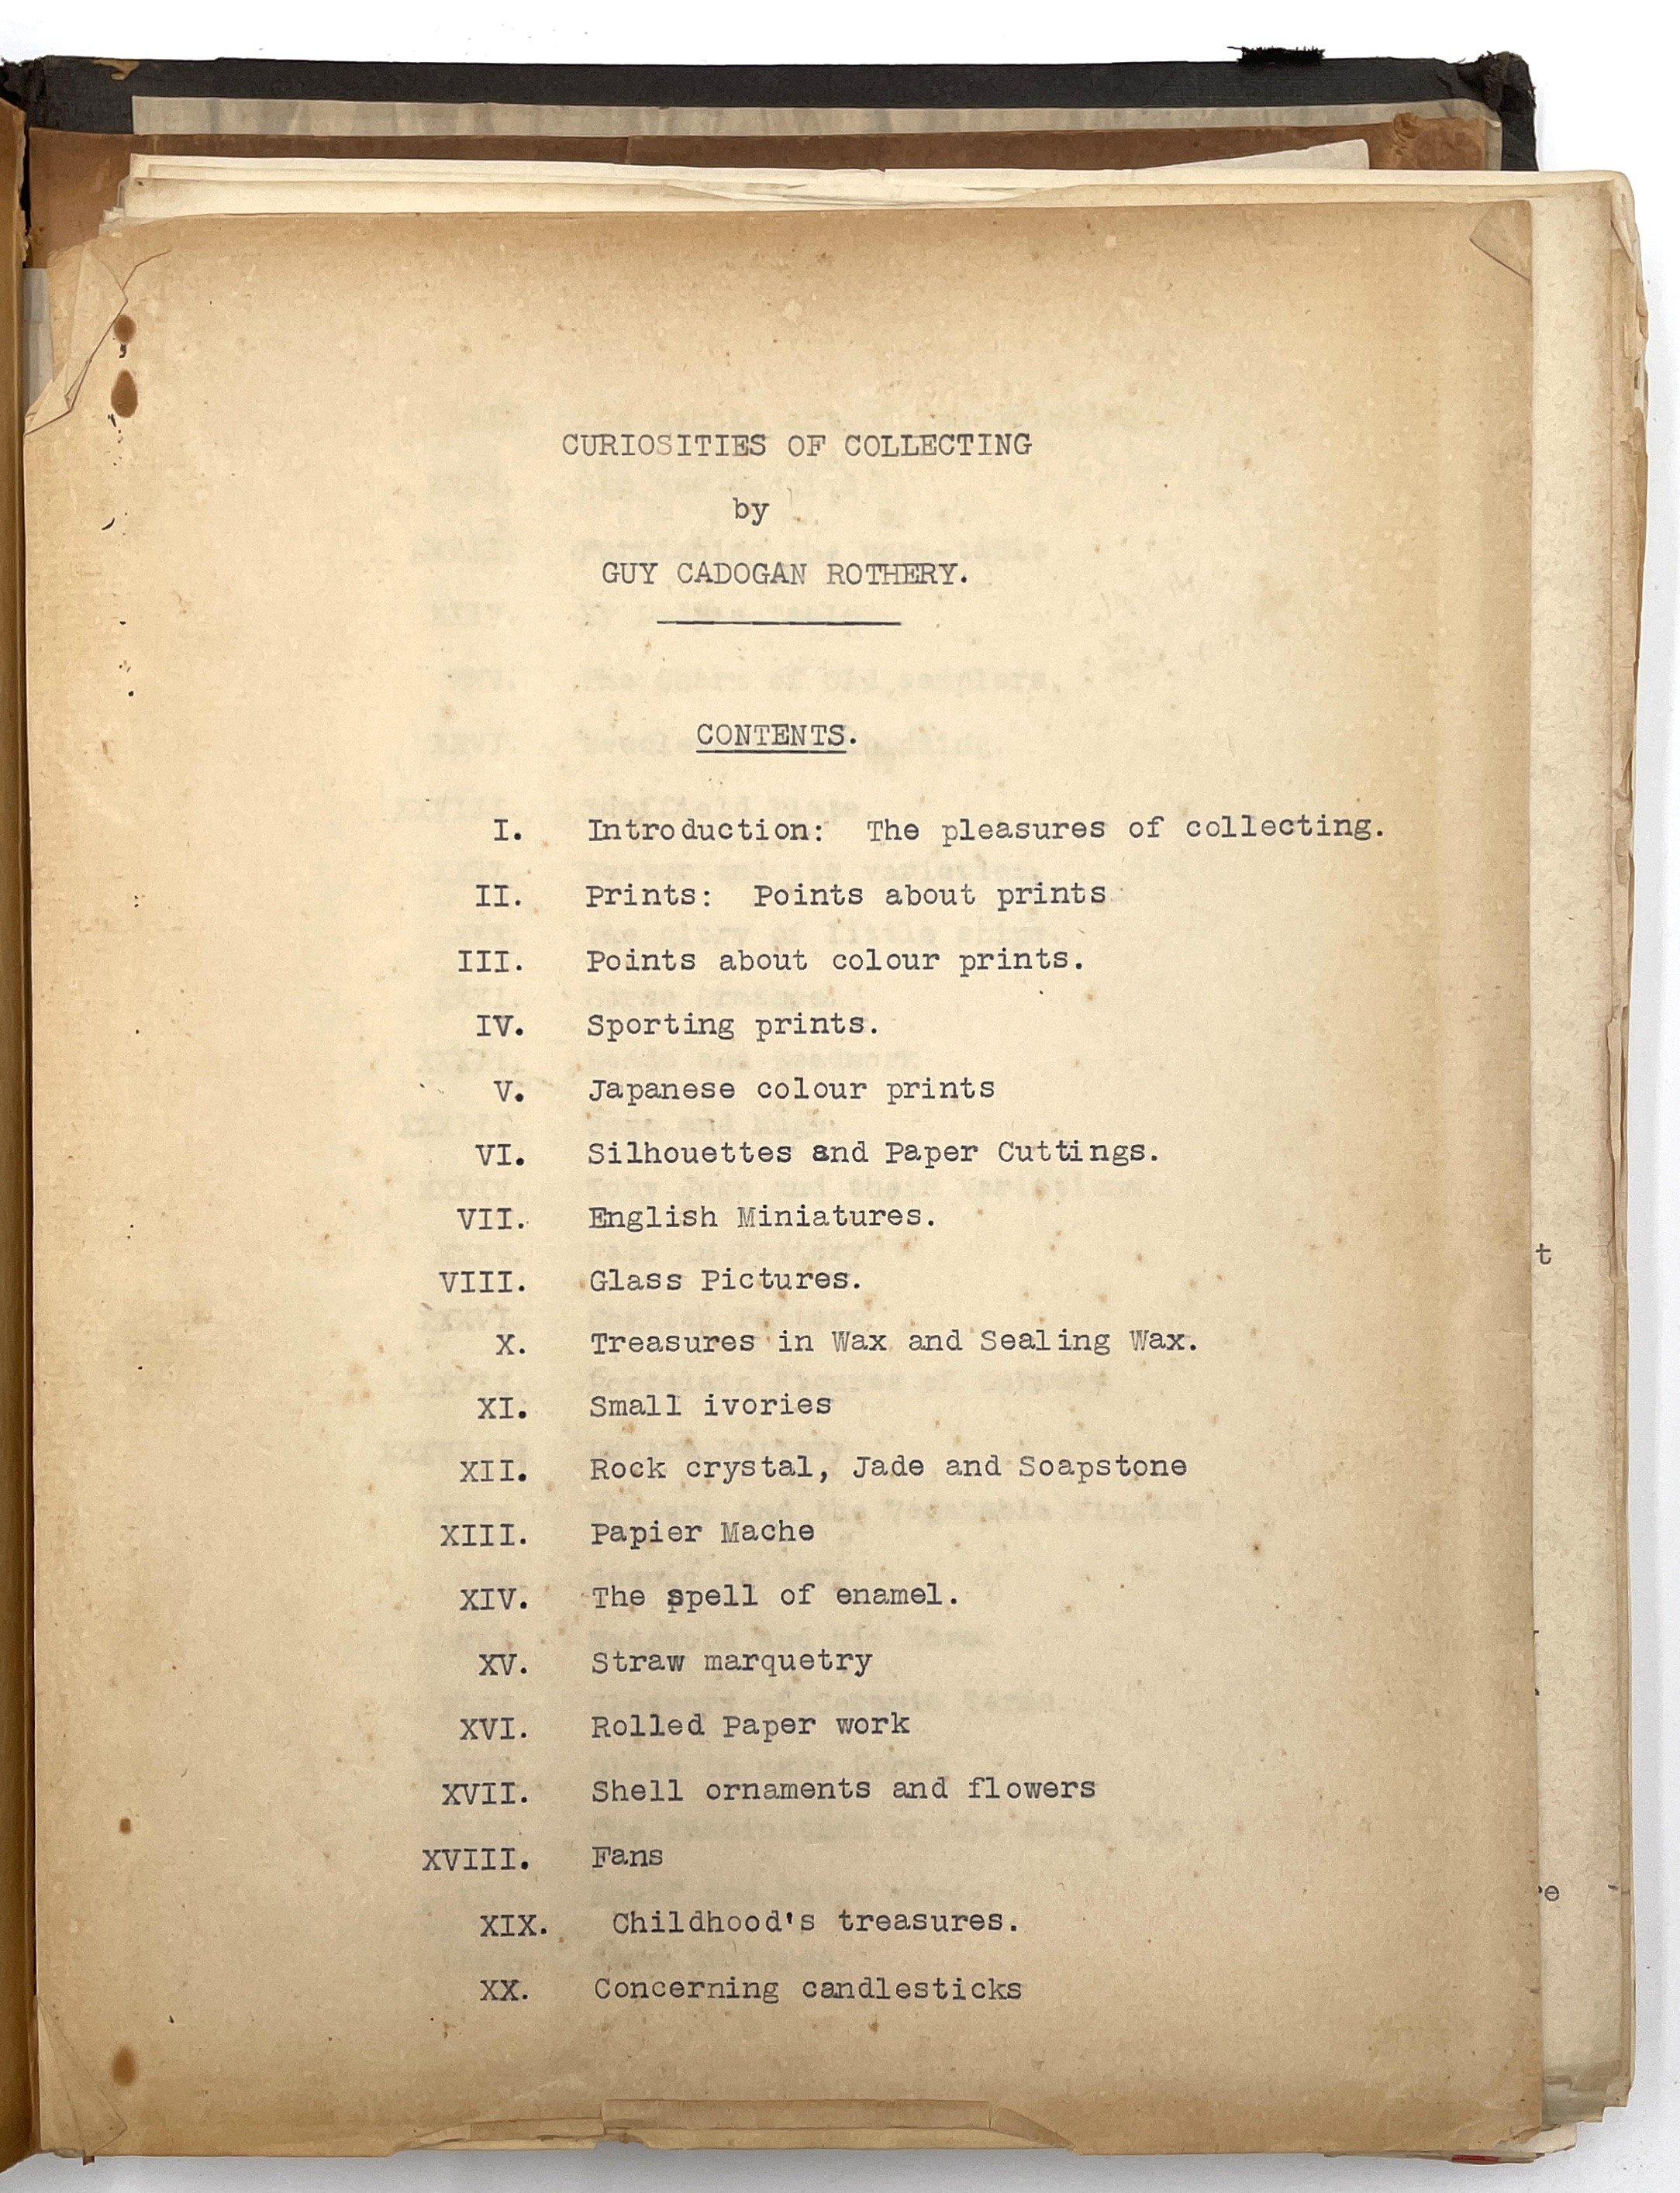 CURIOSITIES OF COLLECTING
by
GUY CADOGAN ROTHERY.
CONTENTS.
I. Introduction: The pleasures of collecting.
II. Prints: Points about prints
III. Points about colour prints.
IV. Sporting prints.
V. Japanese colour prints
VI. Silhouettes and Paper Cuttings.
VII. English Miniatures.
VIII. Glass Pictures.
X. Treasures in Wax and Sealing Wax.
XI. Small ivories
XII. Rock crystal, Jade and Soapstone
XIII. Papier Mache
XIV. The spell of enamel.
XV. Straw marquetry
XVI. Rolled Paper work
XVII. Shell ornaments and flowers
XVIII. Fans
XIX. Childhood's treasures.
XX. Concerning candlesticks